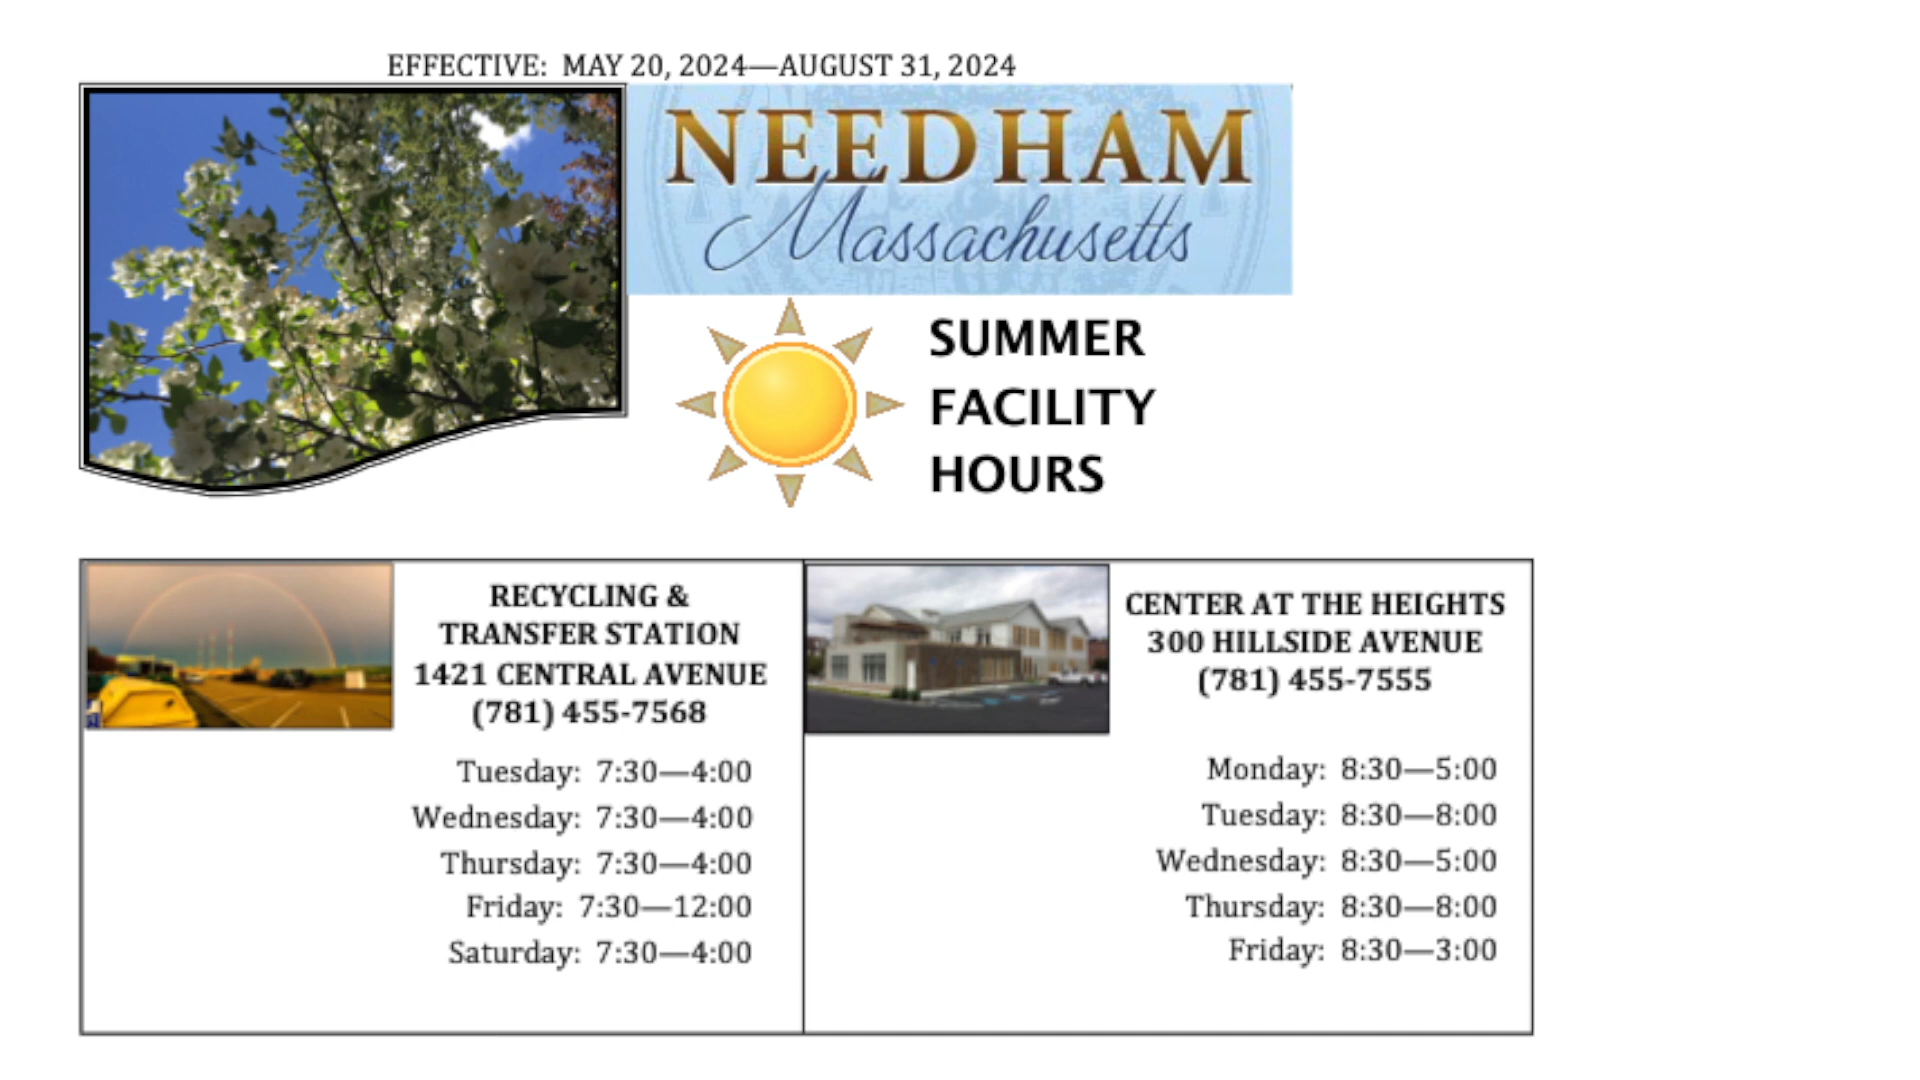 EFFECTIVE:  MAY 20, 2024—AUGUST 31, 2024
NEEDHAM
Massachusetts
SUMMER
FACILITY
HOURS
RECYCLING &
TRANSFER STATION
1421 CENTRAL AVENUE
(781) 455-7568
Tuesday:  7:30—4:00
Wednesday:  7:30—4:00
Thursday:  7:30—4:00
Friday:  7:30—12:00
Saturday:  7:30—4:00
CENTER AT THE HEIGHTS
300 HILLSIDE AVENUE
(781) 455-7555
Monday:  8:30—5:00
Tuesday:  8:30—8:00
Wednesday:  8:30—5:00
Thursday:  8:30—8:00
Friday:  8:30—3:00